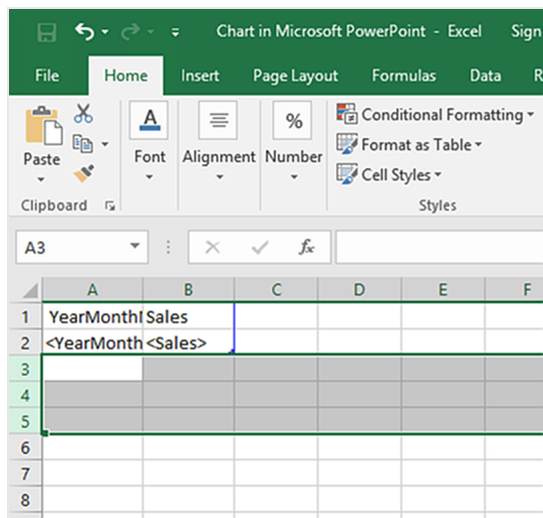 Chart in Microsoft PowerPoint - Excel Sign
File Home Insert Page Layout Formulas Data R
Paste Font Alignment Number Conditional Formatting
Format as Table
Cell Styles
Clipboard Styles
A3 fx
A B C D E F
1 YearMonth Sales
2 <YearMonth <Sales>
3
4
5
6
7
8